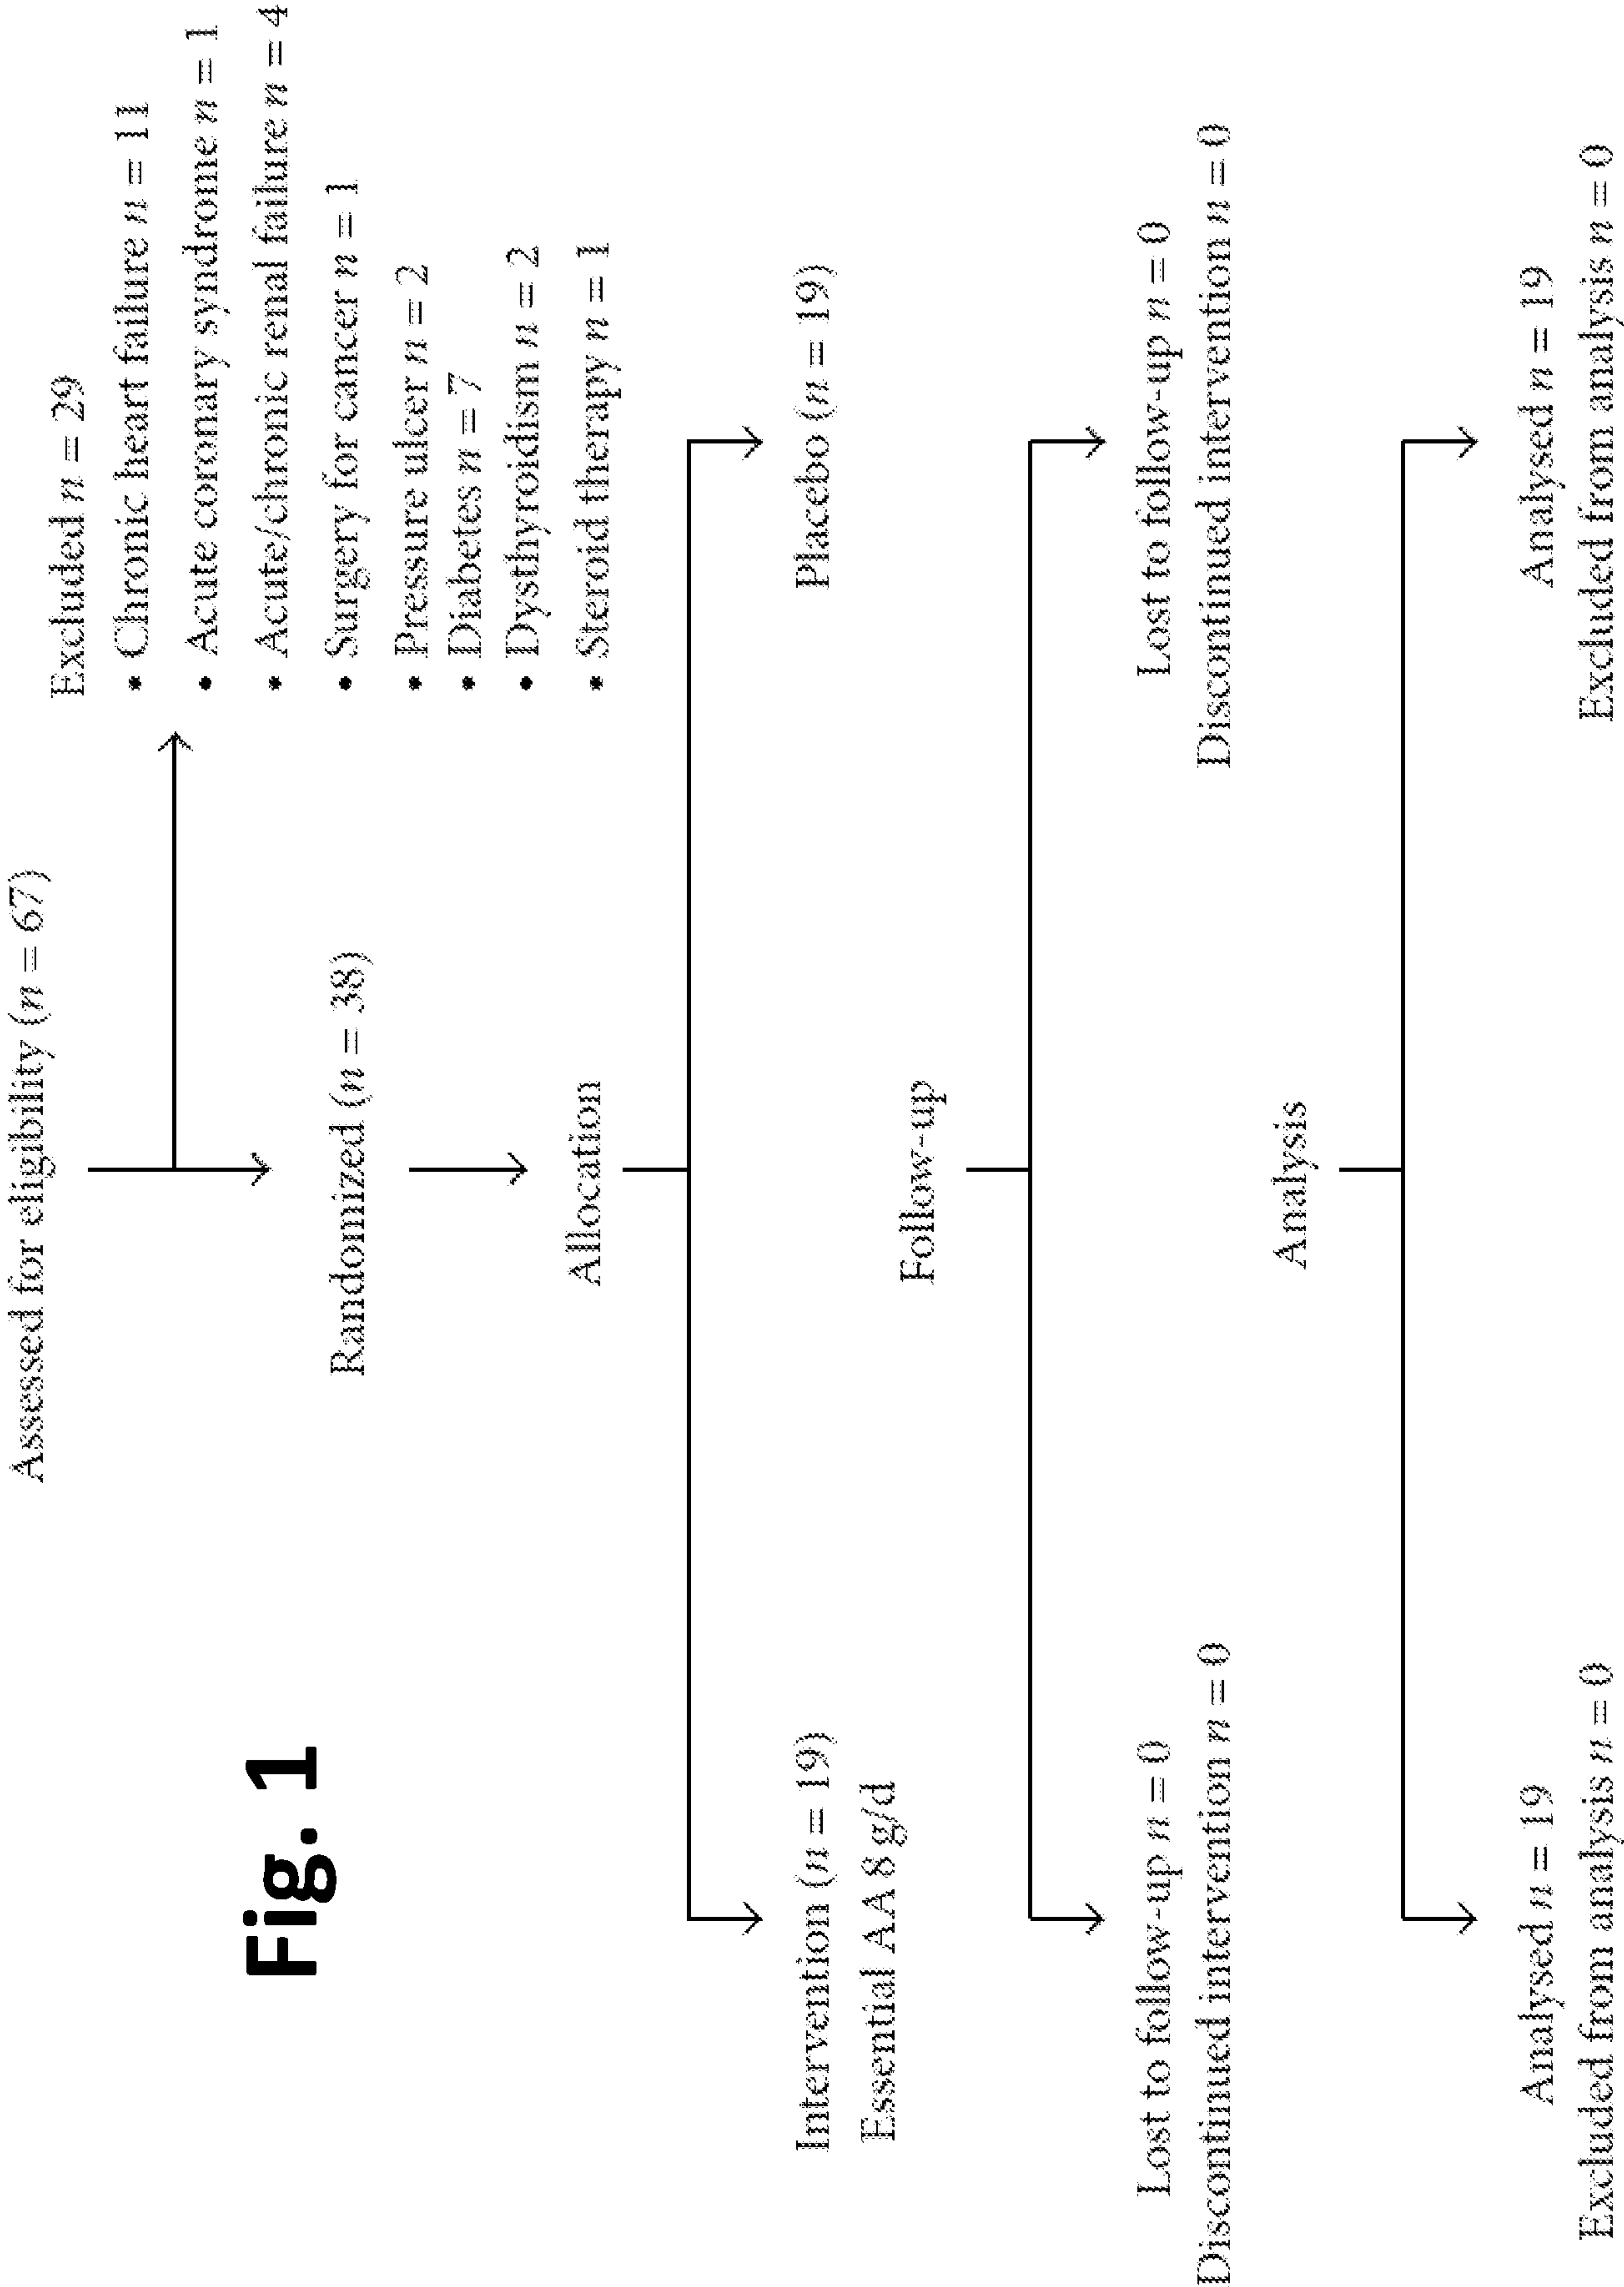 Fig. 1
Assessed for eligibility (n = 67)
Excluded n = 29
• Chronic heart failure n = 11
• Acute coronary syndrome n = 1
• Acute/chronic renal failure n = 4
• Surgery for cancer n = 1
• Pressure ulcer n = 2
• Diabetes n = 7
• Dysthyroidism n = 2
• Steroid therapy n = 1
Randomized (n = 38)
Allocation
Intervention (n = 19)
Essential AA 8 g/d
Placebo (n = 19)
Follow-up
Lost to follow-up n = 0
Discontinued intervention n = 0
Lost to follow-up n = 0
Discontinued intervention n = 0
Analysis
Analysed n = 19
Excluded from analysis n = 0
Analysed n = 19
Excluded from analysis n = 0